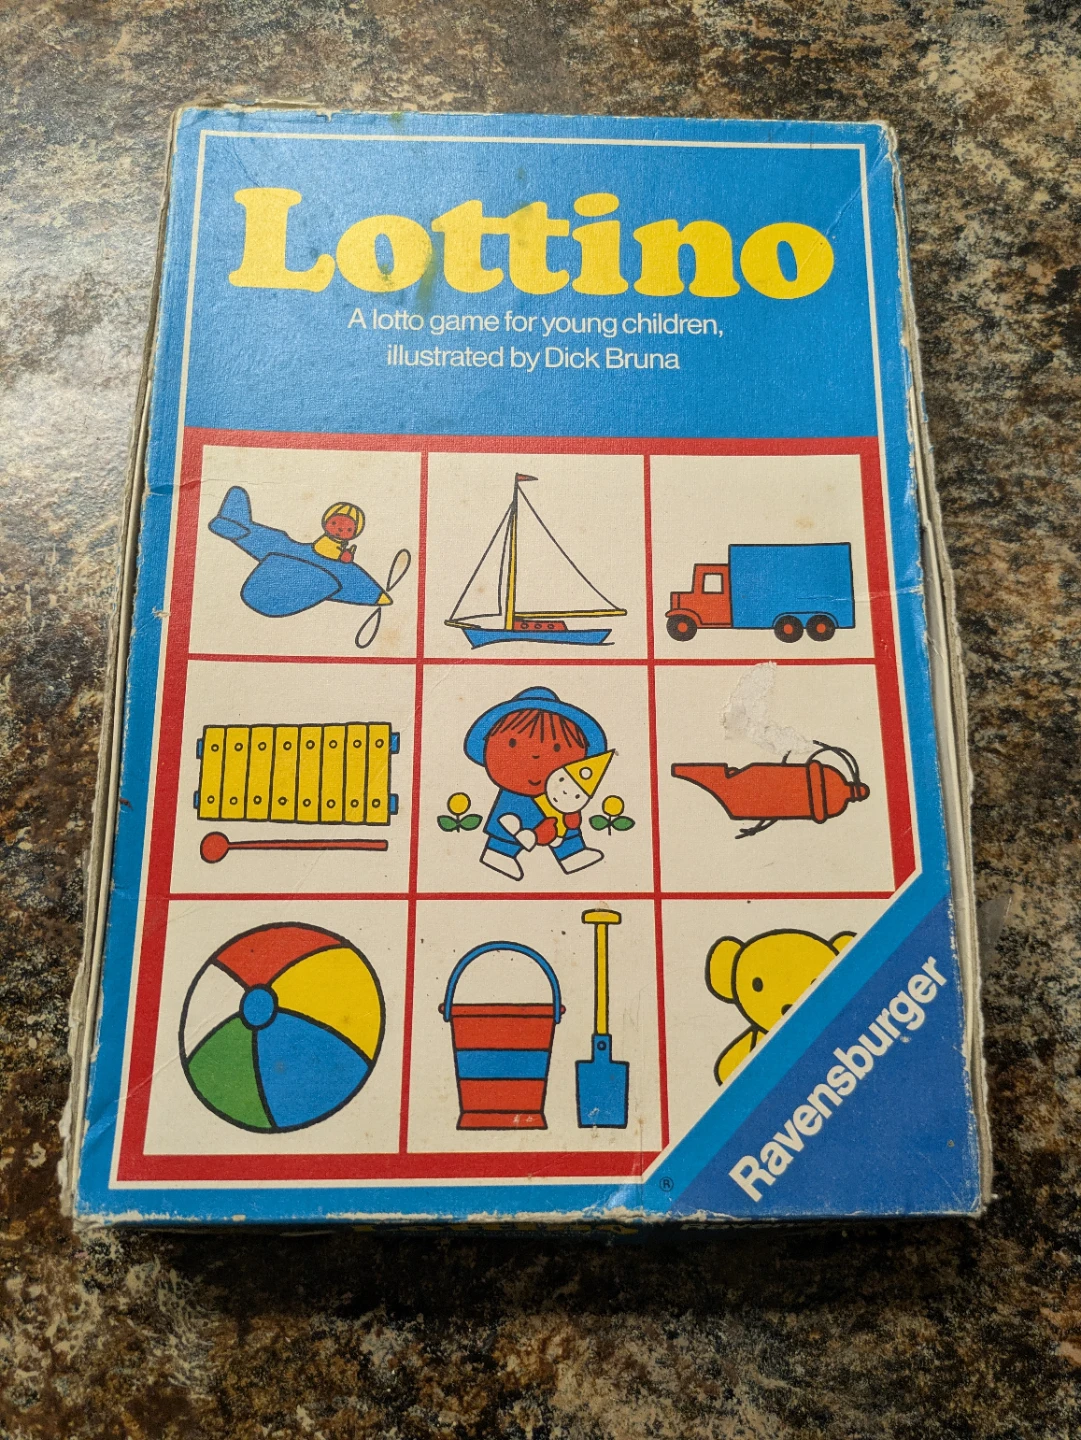 Lottino
A lotto game for young children,
illustrated by Dick Bruna
Ravensburger
®